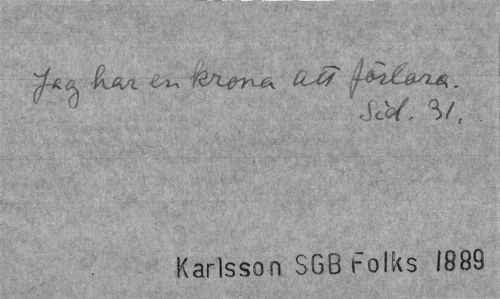 Jag har en krona att förlora.
Sid. 31.
Karlsson SGB Folks 1889